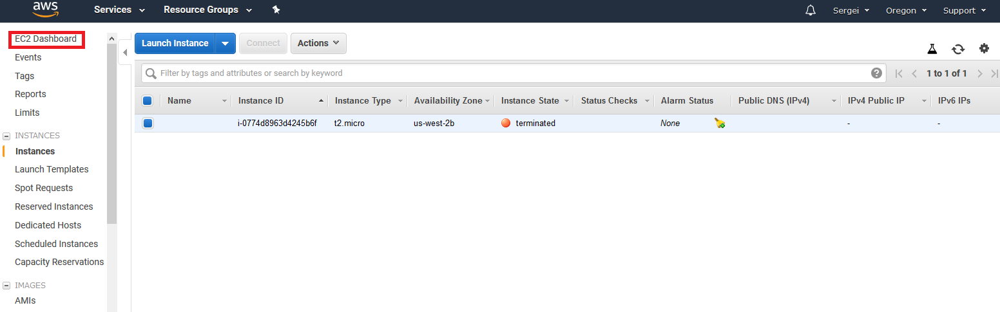 aws Services Resource Groups Sergei Oregon Support
EC2 Dashboard
Events
Tags
Reports
Limits
INSTANCES
Instances
Launch Templates
Spot Requests
Reserved Instances
Dedicated Hosts
Scheduled Instances
Capacity Reservations
IMAGES
AMIs
Launch Instance Connect Actions
Filter by tags and attributes or search by keyword ? 1 to 1 of 1
Name Instance ID Instance Type Availability Zone Instance State Status Checks Alarm Status Public DNS (IPv4) IPv4 Public IP IPv6 IPs
i-0774d8963d4245b6f t2.micro us-west-2b terminated None - -